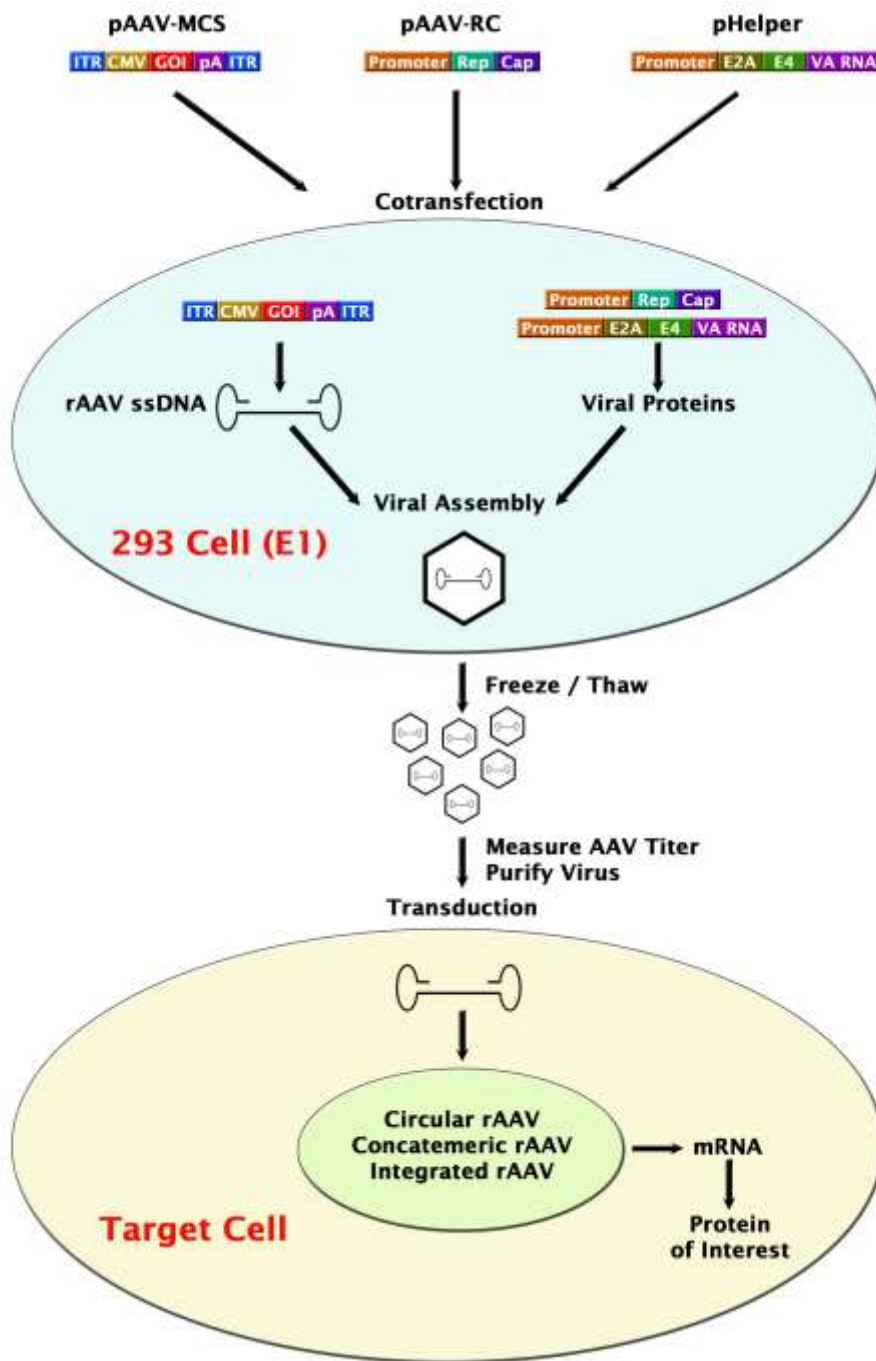 pAAV-MCS pAAV-RC pHelper
ITR CMV GOI pA ITR Promoter Rep Cap Promoter E2A E4 VA RNA
Cotransfection
Promoter Rep Cap
ITR CMV GOI pA ITR
Promoter E2A E4 VA RNA
rAAV ssDNA Viral Proteins
Viral Assembly
293 Cell (E1)
Freeze / Thaw
Measure AAV Titer
Purify Virus
Transduction
Circular rAAV
Concatemeric rAAV mRNA
Integrated rAAV
Target Cell
Protein
of Interest